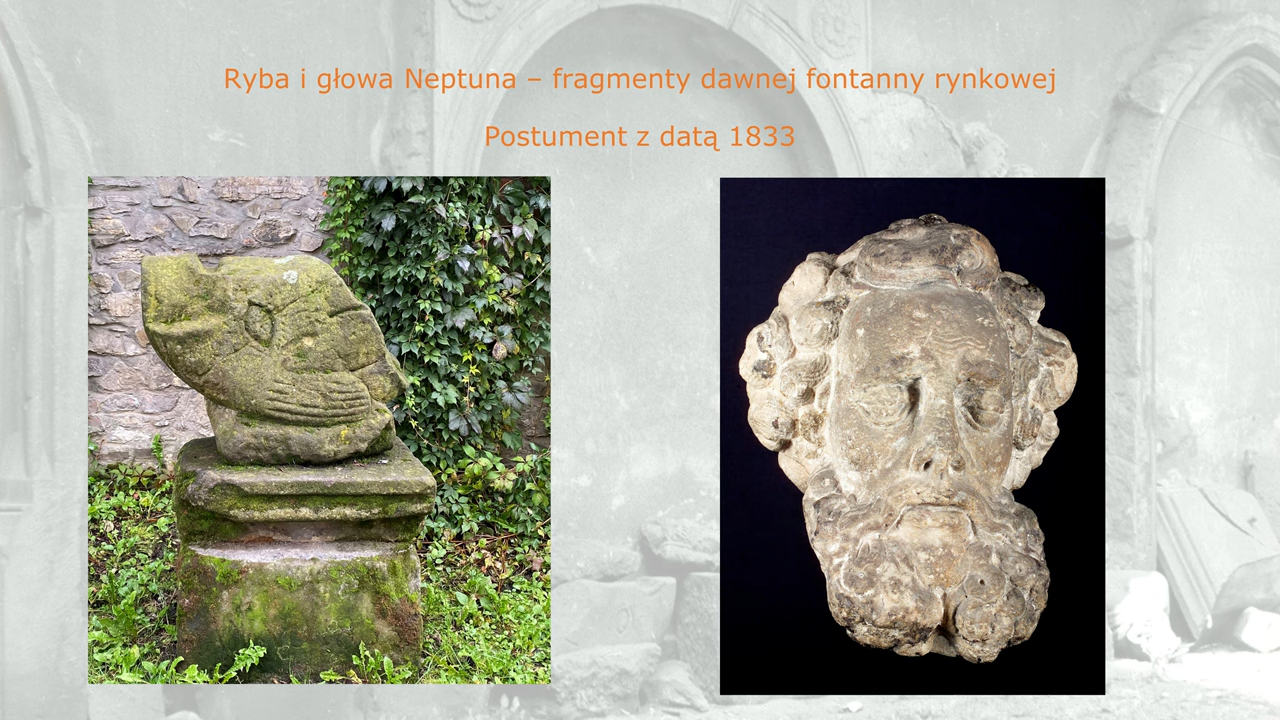 Ryba i głowa Neptuna – fragmenty dawnej fontanny rynkowej
Postument z datą 1833